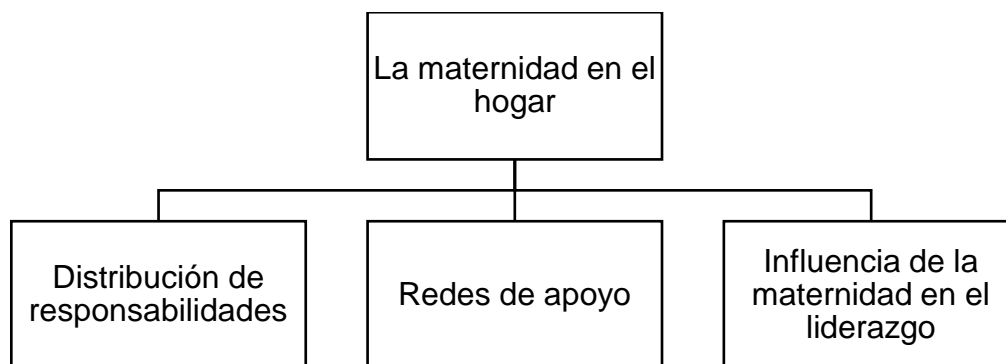 La maternidad en el
hogar
Distribución de
responsabilidades
Redes de apoyo
Influencia de la
maternidad en el
liderazgo